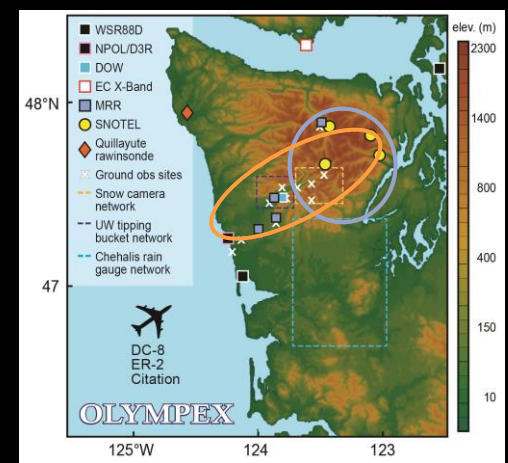 WSR88D
NPOL/D3R
DOW
EC X-Band
MRR
SNOTEL
Quillayute
rawinsonde
Ground obs sites
Snow camera
network
UW tipping
bucket network
Chehalis rain
gauge network
48°N
47
DC-8
ER-2
Citation
OLYMPEX
125°W
124
123
elev. (m)
2300
1400
800
400
150
10